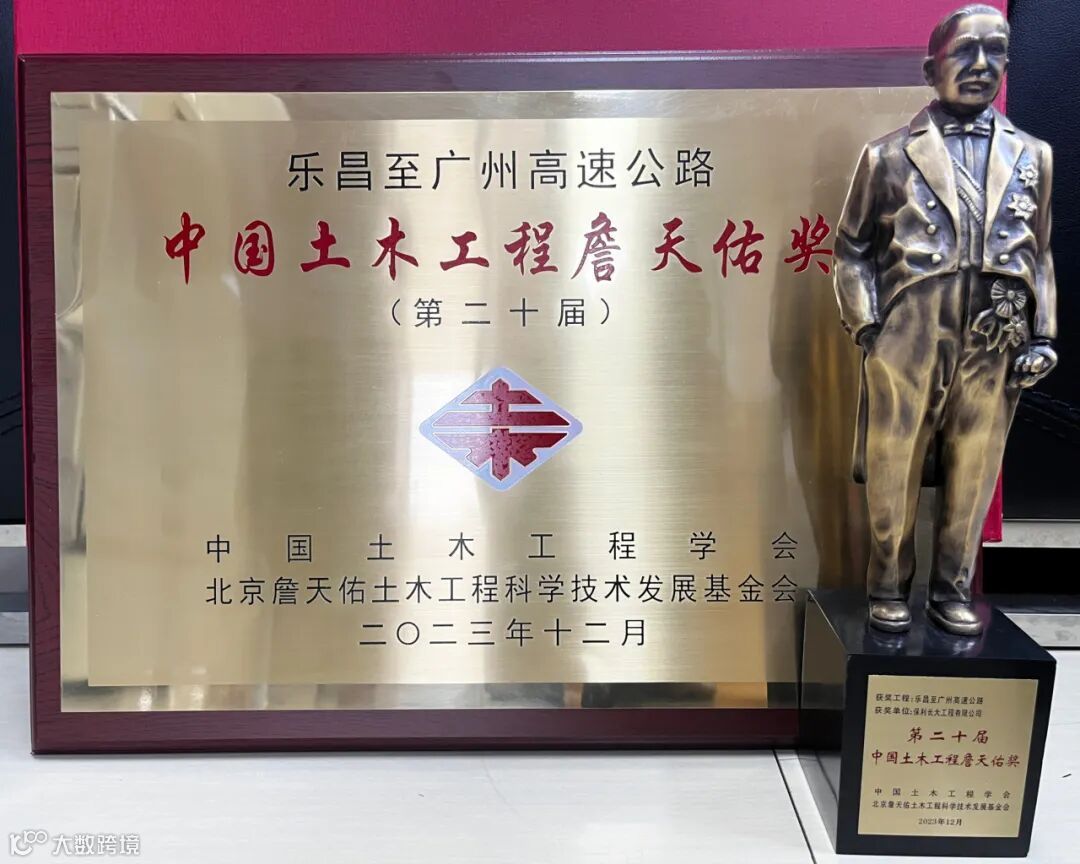 乐昌至广州高速公路
中国土木工程詹天佑奖
（第二十届）
中国土木工程学会
北京詹天佑土木工程科学技术发展基金会
二〇二三年十二月
获奖工程:乐昌至广州高速公路
获奖单位:保利长大工程有限公司
第二十届
中国土木工程詹天佑奖
中国土木工程学会
北京詹天佑土木工程科学技术发展基金会
2023年12月
大数跨境